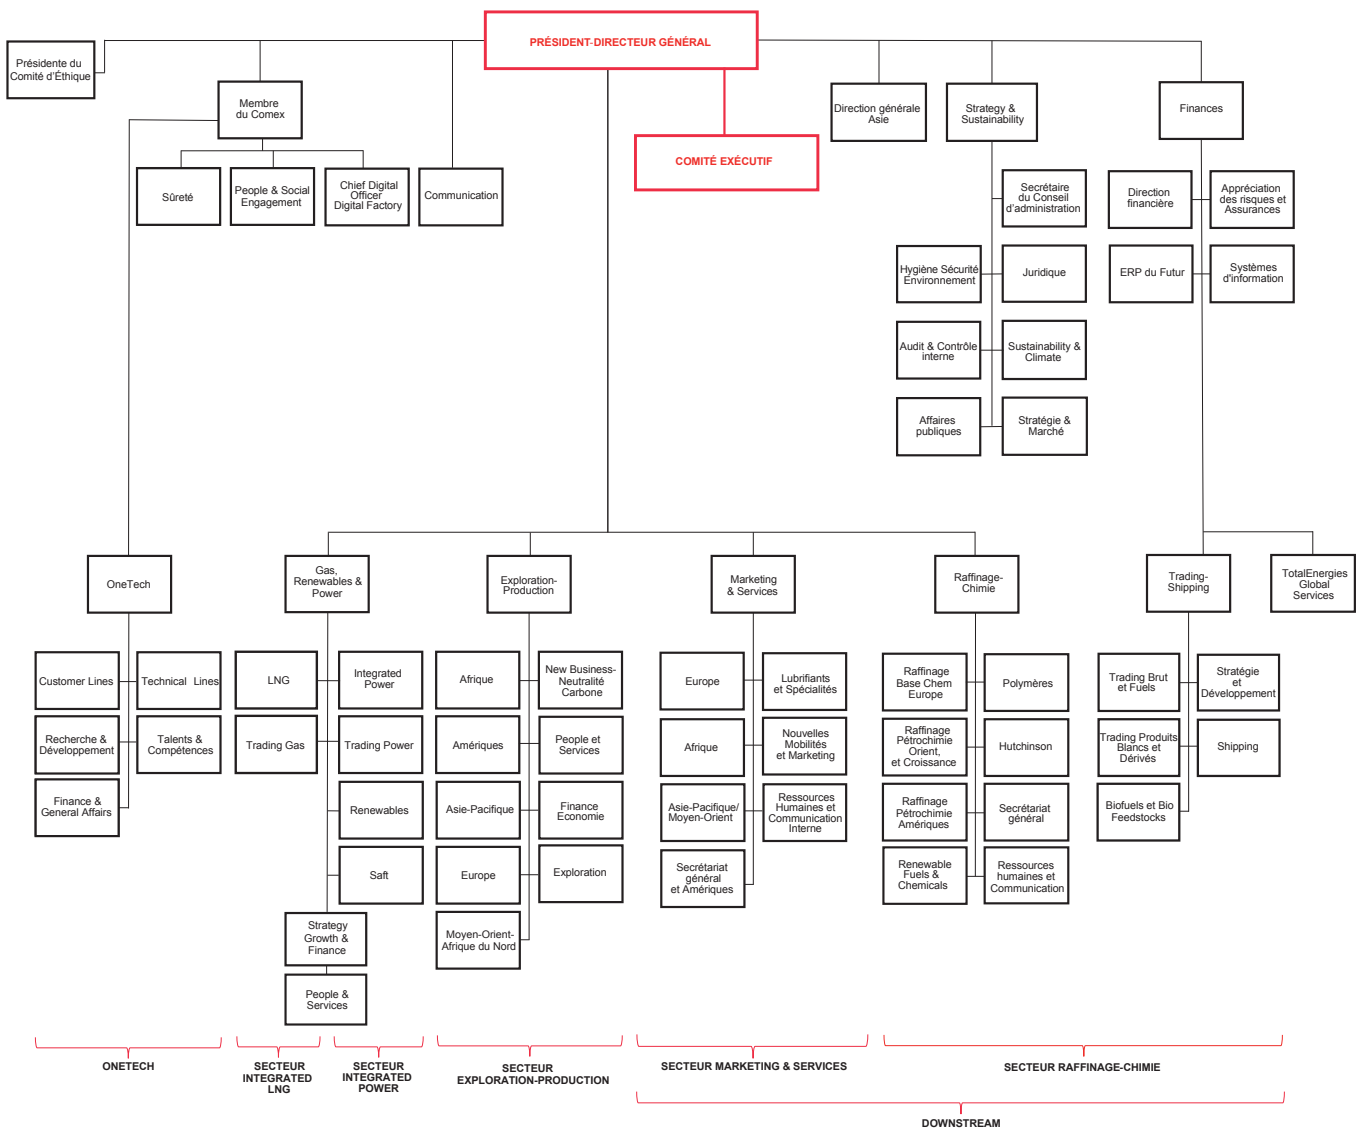 PRÉSIDENT-DIRECTEUR GÉNÉRAL
Présidente du
Comité d'Éthique
Membre
du Comex
Direction générale
Asie
Strategy &
Sustainability
Finances
COMITÉ EXÉCUTIF
Sûreté
People & Social
Engagement
Chief Digital
Officer
Digital Factory
Communication
Secrétaire
du Conseil
d'administration
Direction
financière
Appréciation
des risques et
Assurances
Hygiène Sécurité
Environnement
Juridique
ERP du Futur
Systèmes
d'information
Audit & Contrôle
interne
Sustainability &
Climate
Affaires
publiques
Stratégie &
Marché
OneTech
Gas,
Renewables &
Power
Exploration-
Production
Marketing
& Services
Raffinage-
Chimie
Trading-
Shipping
TotalEnergies
Global
Services
Customer Lines
Technical Lines
Recherche &
Développement
Talents &
Compétences
Finance &
General Affairs
LNG
Integrated
Power
Trading Gas
Trading Power
Renewables
Saft
Strategy
Growth &
Finance
People &
Services
Afrique
New Business-
Neutralité
Carbone
Amériques
People et
Services
Asie-Pacifique
Finance
Economie
Europe
Exploration
Moyen-Orient-
Afrique du Nord
Europe
Lubrifiants
et Spécialités
Afrique
Nouvelles
Mobilités
et Marketing
Asie-Pacifique/
Moyen-Orient
Ressources
Humaines et
Communication
Interne
Secrétariat
général
et Amériques
Raffinage
Base Chem
Europe
Polymères
Raffinage
Pétrochimie
Orient,
et Croissance
Hutchinson
Raffinage
Pétrochimie
Amériques
Secrétariat
général
Renewable
Fuels &
Chemicals
Ressources
humaines et
Communication
Trading Brut
et Fuels
Stratégie
et
Développement
Trading Produits
Blancs et
Dérivés
Shipping
Biofuels et Bio
Feedstocks
ONETECH
SECTEUR
INTEGRATED
LNG
SECTEUR
INTEGRATED
POWER
SECTEUR
EXPLORATION-PRODUCTION
SECTEUR MARKETING & SERVICES
SECTEUR RAFFINAGE-CHIMIE
DOWNSTREAM